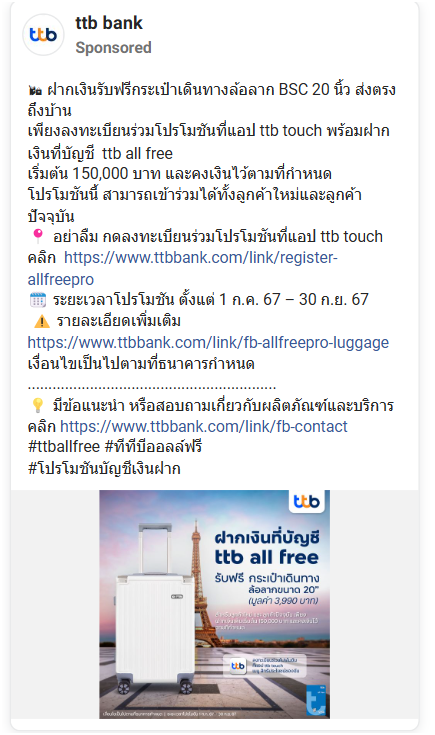 ttb bank
ttb
Sponsored
ฝากเงินรับฟรีกระเป๋าเดินทางล้อลาก BSC 20 นิ้ว ส่งตรง
ถึงบ้าน
เพียงลงทะเบียนร่วมโปรโมชันที่แอป ttb touch พร้อมฝาก
เงินที่บัญชี ttb all free
เริ่มต้น 150,000 บาท และคงเงินไว้ตามที่กำหนด
โปรโมชันนี้ สามารถเข้าร่วมได้ทั้งลูกค้าใหม่และลูกค้า
ปัจจุบัน
📍 อย่าลืม กดลงทะเบียนร่วมโปรโมชันที่แอป ttb touch
คลิก https://www.ttbbank.com/link/register-
allfreepro
🗓️ ระยะเวลาโปรโมชัน ตั้งแต่ 1 ก.ค. 67 – 30 ก.ย. 67
⚠️ รายละเอียดเพิ่มเติม
https://www.ttbbank.com/link/fb-allfreepro-luggage
เงื่อนไขเป็นไปตามที่ธนาคารกำหนด
............................................................
💡 มีข้อแนะนำ หรือสอบถามเกี่ยวกับผลิตภัณฑ์และบริการ
คลิก https://www.ttbbank.com/link/fb-contact
#ttballfree #ทีทีบีออลล์ฟรี
#โปรโมชันบัญชีเงินฝาก
ttb
ฝากเงินที่บัญชี
ttb all free
รับฟรี กระเป๋าเดินทาง
ล้อลากขนาด 20"
(มูลค่า 3,990 บาท)
ttb